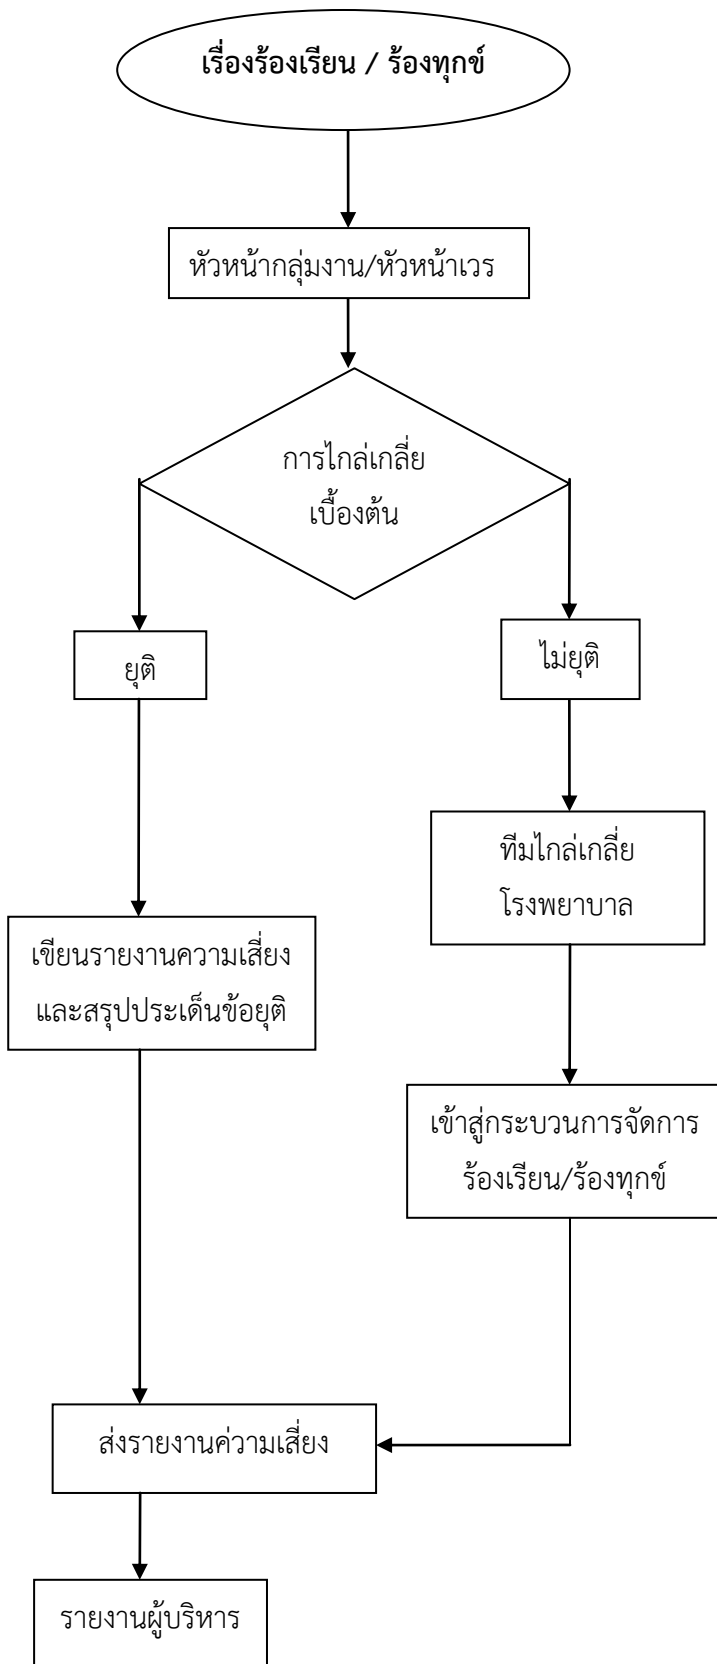 เรื่องร้องเรียน / ร้องทุกข์
หัวหน้ากลุ่มงาน/หัวหน้าเวร
การไกล่เกลี่ย
เบื้องต้น
ยุติ
ไม่ยุติ
ทีมไกล่เกลี่ย
โรงพยาบาล
เขียนรายงานความเสี่ยง
และสรุปประเด็นข้อยุติ
เข้าสู่กระบวนการจัดการ
ร้องเรียน/ร้องทุกข์
ส่งรายงานค่วามเสี่ยง
รายงานผู้บริหาร